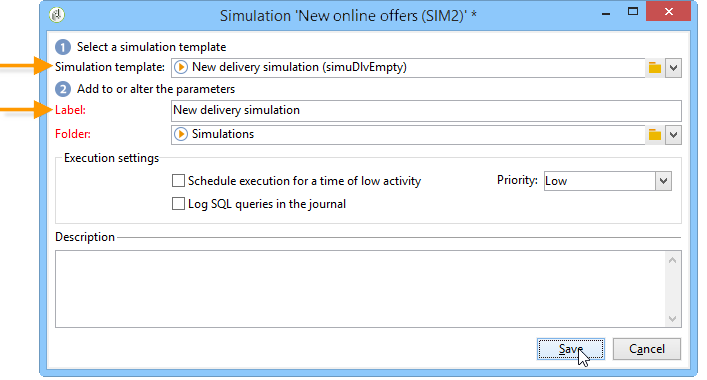 Simulation 'New online offers (SIM2)' *
1 Select a simulation template
Simulation template: New delivery simulation (simuDlvEmpty)
2 Add to or alter the parameters
Label: New delivery simulation
Folder: Simulations
Execution settings
Schedule execution for a time of low activity Priority: Low
Log SQL queries in the journal
Description
Save Cancel